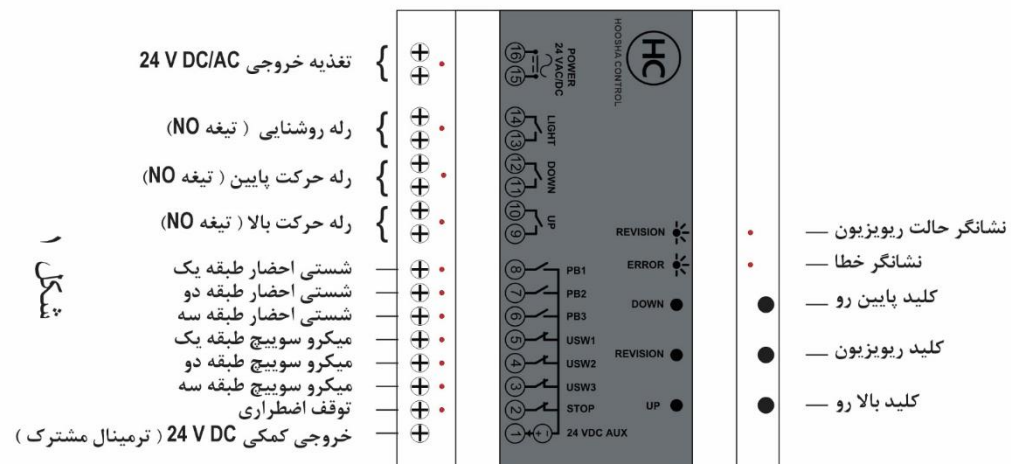 تغذیه خروجی 24 V DC/AC
رله روشنایی ( تیغه NO)
رله حرکت پایین ( تیغه NO)
رله حرکت بالا ( تیغه NO)
شستی احضار طبقه یک
شستی احضار طبقه دو
شستی احضار طبقه سه
میکرو سوییچ طبقه یک
میکرو سوییچ طبقه دو
میکرو سوییچ طبقه سه
توقف اضطراری
خروجی کمکی 24 V DC ( ترمینال مشترک )
شکل ۱
HC
HOOSHA CONTROL
POWER
24 VAC/DC
16
15
LIGHT
14
13
DOWN
12
11
UP
10
9
8 PB1
7 PB2
6 PB3
5 USW1
4 USW2
3 USW3
2 STOP
1 24 VDC AUX
REVISION
ERROR
DOWN
REVISION
UP
نشانگر حالت ریویزیون
نشانگر خطا
کلید پایین رو
کلید ریویزیون
کلید بالا رو